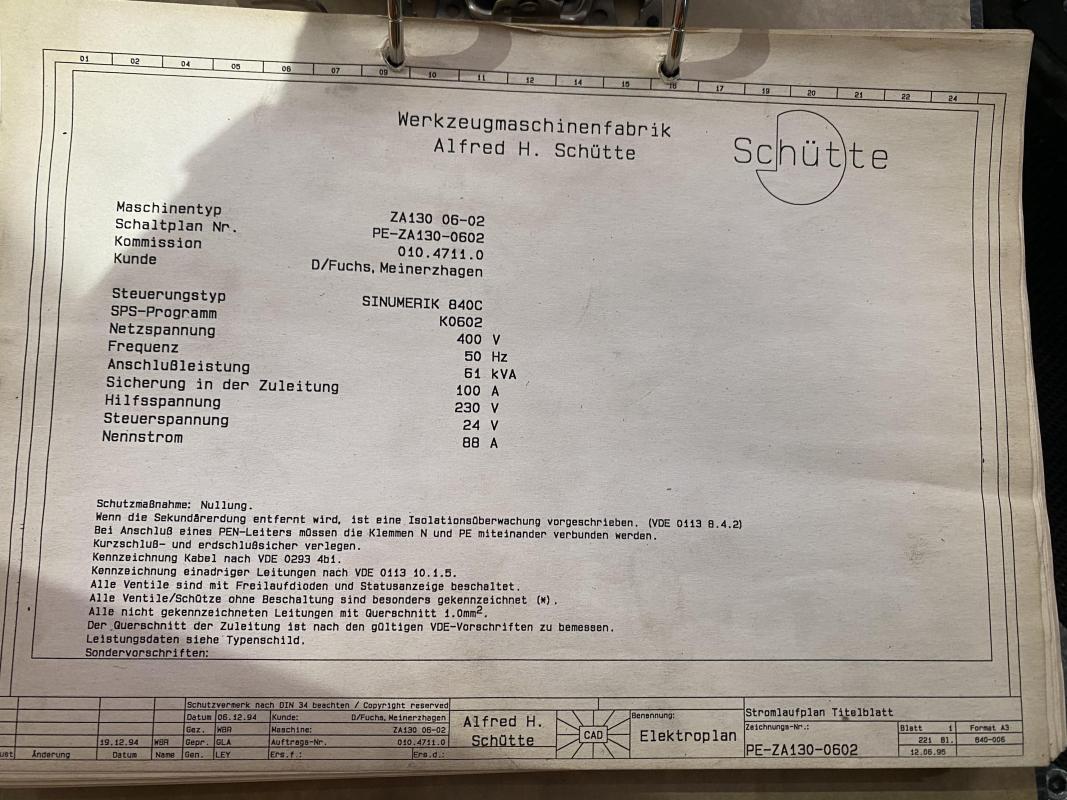 01 02 04 05 06 07 09 10 11 12 14 15 16 17 19 20 21 22 24
Werkzeugmaschinenfabrik
Alfred H. Schütte
Schütte
Maschinentyp ZA130 06-02
Schaltplan Nr. PE-ZA130-0602
Kommission 010.4711.0
Kunde D/Fuchs, Meinerzhagen
Steuerungstyp SINUMERIK 840C
SPS-Programm K0602
Netzspannung 400 V
Frequenz 50 Hz
Anschlußleistung 61 kVA
Sicherung in der Zuleitung 100 A
Hilfsspannung 230 V
Steuerspannung 24 V
Nennstrom 88 A
Schutzmaßnahme: Nullung.
Wenn die Sekundärerdung entfernt wird, ist eine Isolationsüberwachung vorgeschrieben. (VDE 0113 8.4.2)
Bei Anschluß eines PEN-Leiters müssen die Klemmen N und PE miteinander verbunden werden.
Kurzschluß- und erdschlußsicher verlegen.
Kennzeichnung Kabel nach VDE 0293 4b1.
Kennzeichnung einadriger Leitungen nach VDE 0113 10.1.5.
Alle Ventile sind mit Freilaufdioden und Statusanzeige beschaltet.
Alle Ventile/Schütze ohne Beschaltung sind besonders gekennzeichnet (*).
Alle nicht gekennzeichneten Leitungen mit Querschnitt 1.0mm².
Der Querschnitt der Zuleitung ist nach den gültigen VDE-Vorschriften zu bemessen.
Leistungsdaten siehe Typenschild.
Sondervorschriften:
Schutzvermerk nach DIN 34 beachten / Copyright reserved
Datum 06.12.94 Kunde: D/Fuchs, Meinerzhagen
Gez. WBR Maschine: ZA130 06-02
19.12.94 WBR Gepr. GLA Auftrags-Nr. 010.4711.0
ust Änderung Datum Name Gen. LEY Ers.f.: Ers.d.:
Alfred H.
Schütte
CAD
Benennung:
Elektroplan
Stromlaufplan Titelblatt
Zeichnungs-Nr.:
PE-ZA130-0602
Blatt 1 Format A3
221 Bl. 840-006
12.06.95